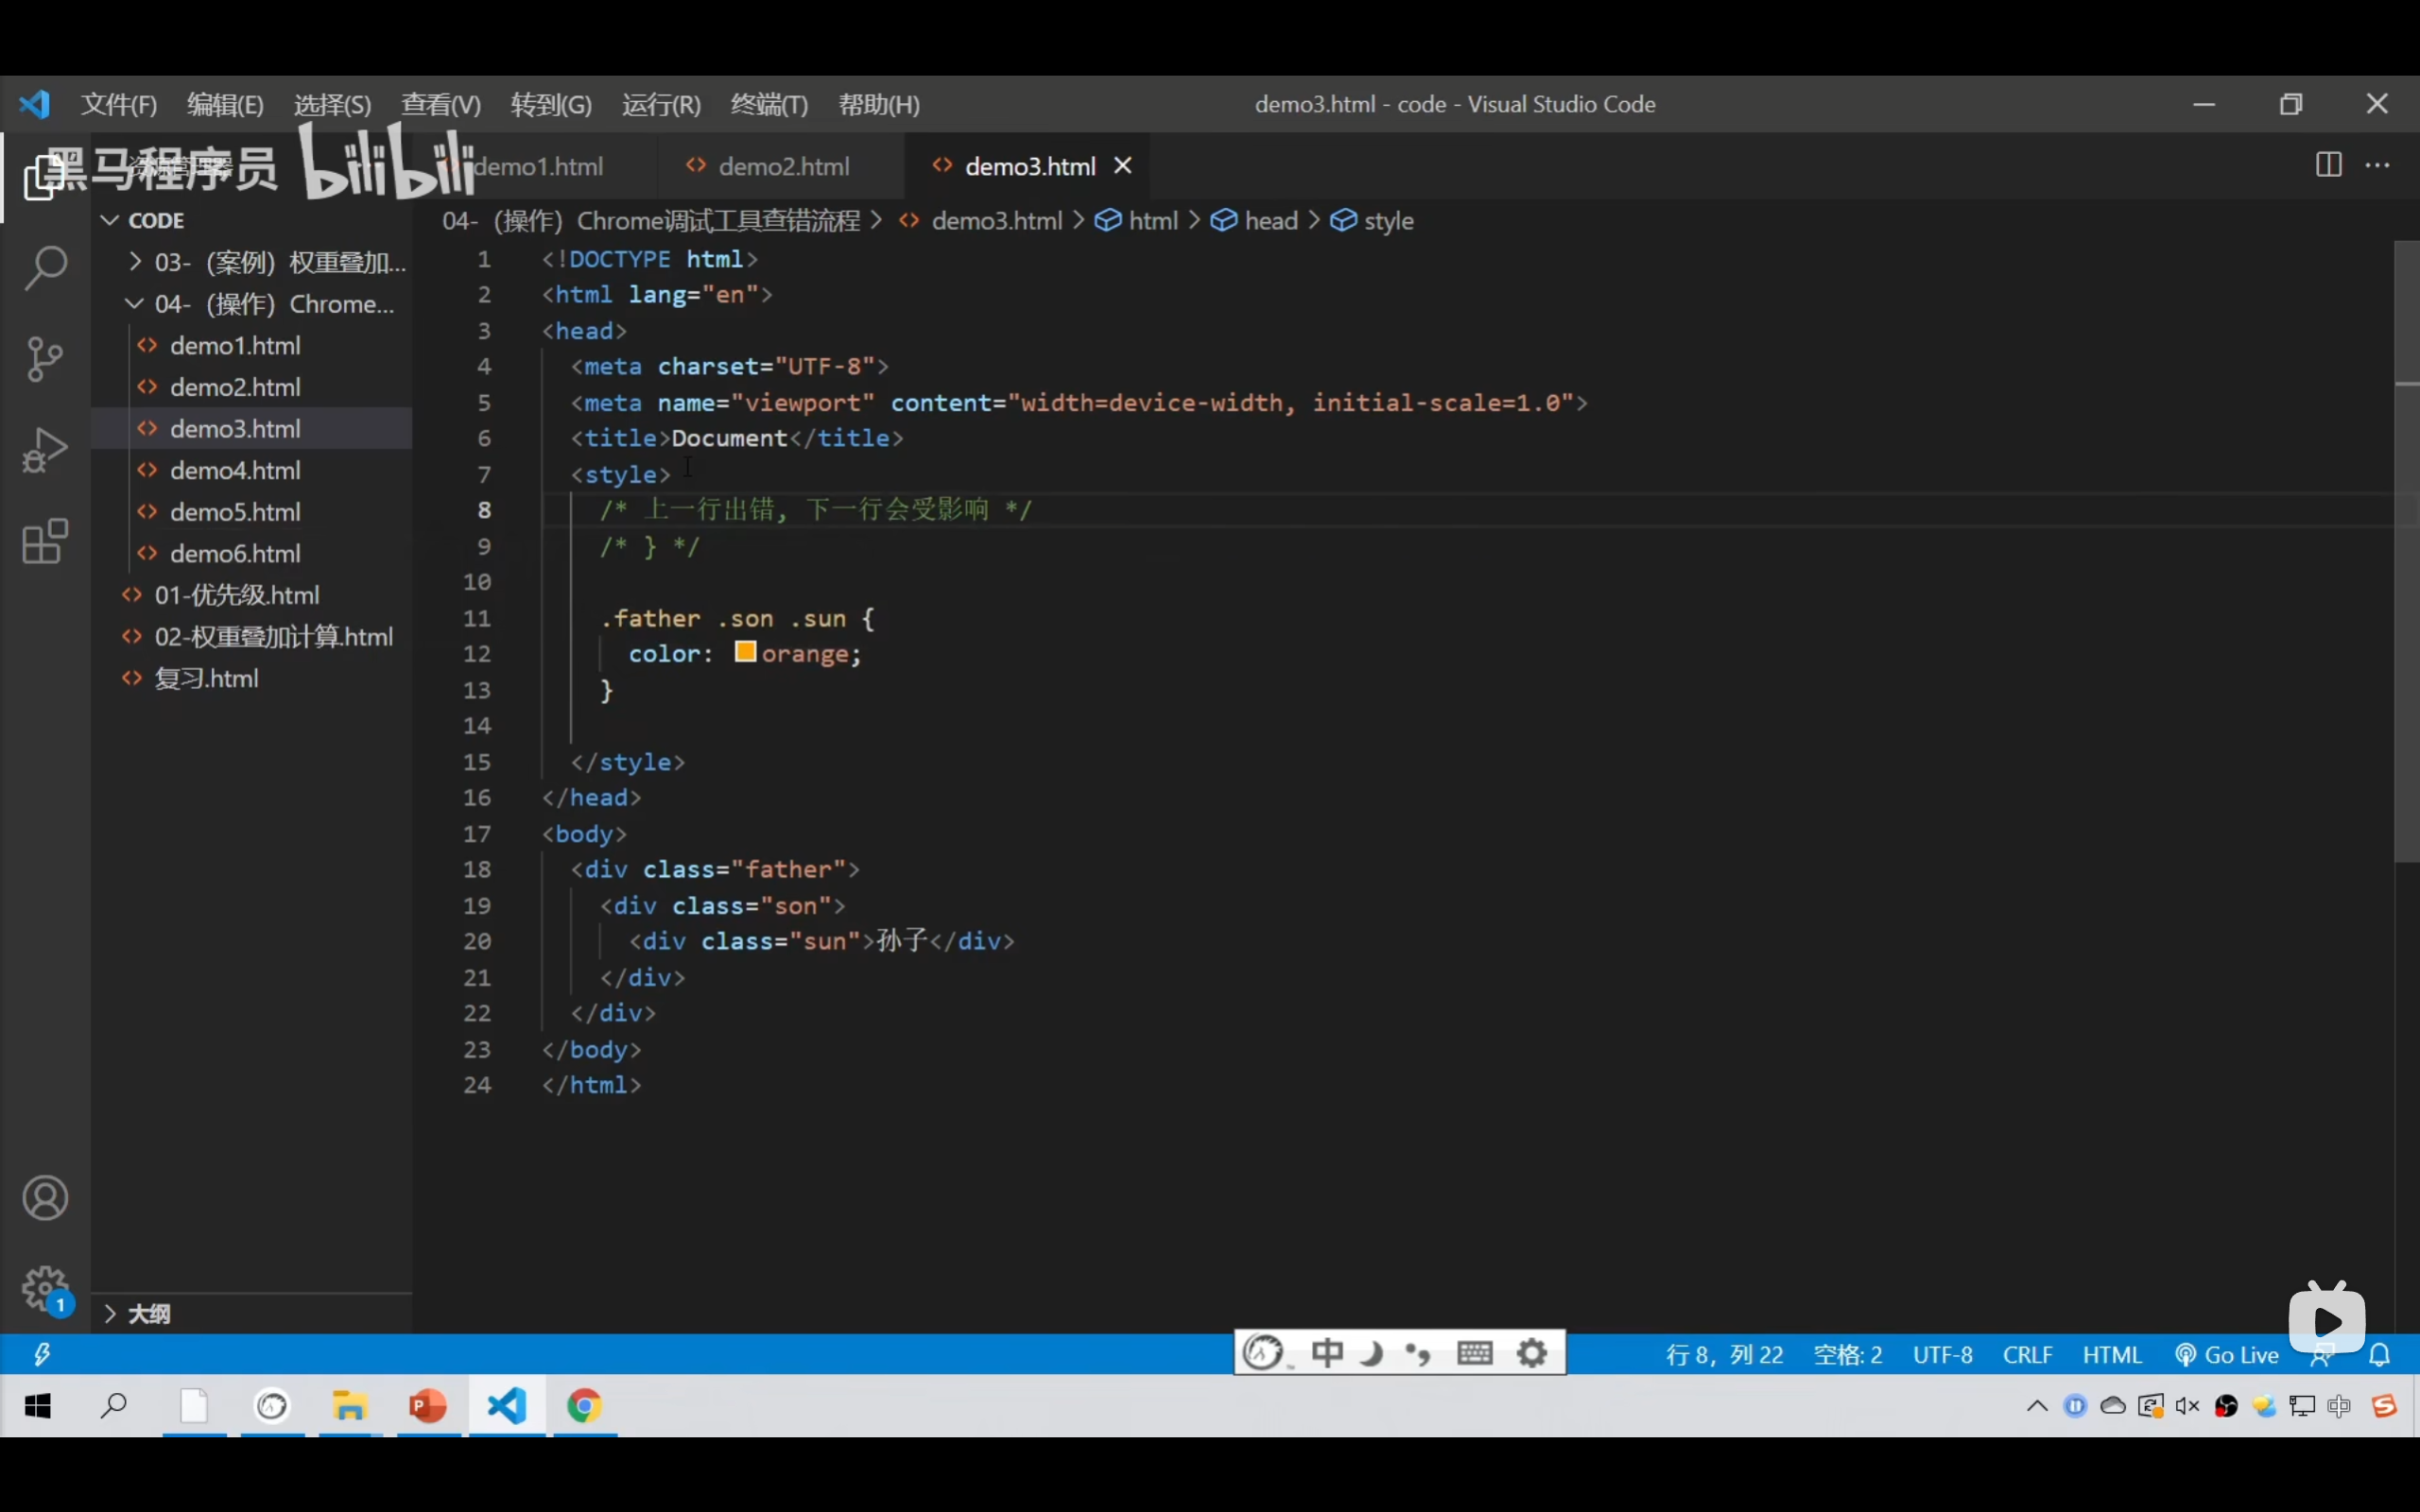 文件(F) 编辑(E) 选择(S) 查看(V) 转到(G) 运行(R) 终端(T) 帮助(H) demo3.html - code - Visual Studio Code
黑马程序员 bilibili
资源管理器
demo1.html demo2.html demo3.html
CODE
03-（案例）权重叠加...
04-（操作）Chrome...
demo1.html
demo2.html
demo3.html
demo4.html
demo5.html
demo6.html
01-优先级.html
02-权重叠加计算.html
复习.html
大纲
04-（操作）Chrome调试工具查错流程 > demo3.html > html > head > style
1 <!DOCTYPE html>
2 <html lang="en">
3 <head>
4 <meta charset="UTF-8">
5 <meta name="viewport" content="width=device-width, initial-scale=1.0">
6 <title>Document</title>
7 <style>
8 /* 上一行出错, 下一行会受影响 */
9 /* } */
10
11 .father .son .sun {
12 color: orange;
13 }
14
15 </style>
16 </head>
17 <body>
18 <div class="father">
19 <div class="son">
20 <div class="sun">孙子</div>
21 </div>
22 </div>
23 </body>
24 </html>
1
中
行 8，列 22 空格: 2 UTF-8 CRLF HTML Go Live
中